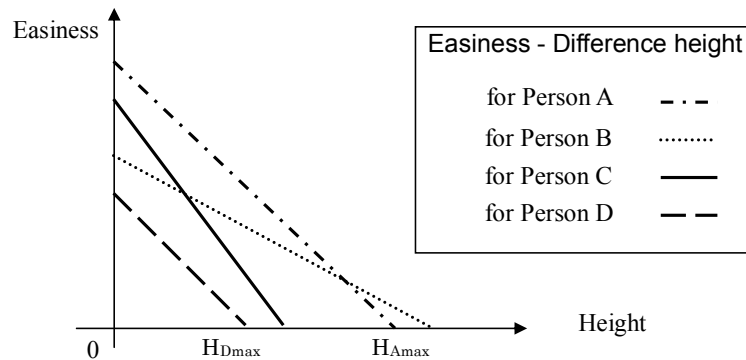 Easiness
Easiness - Difference height
for Person A
for Person B
for Person C
for Person D
Height
0
HDmax
HAmax